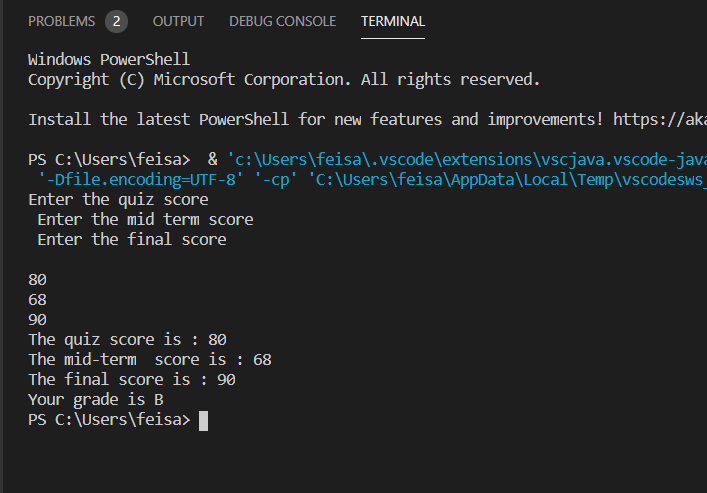 PROBLEMS 2 OUTPUT DEBUG CONSOLE TERMINAL
Windows PowerShell
Copyright (C) Microsoft Corporation. All rights reserved.
Install the latest PowerShell for new features and improvements! https://aka
PS C:\Users\feisa>  & 'c:\Users\feisa\.vscode\extensions\vscjava.vscode-java
'-Dfile.encoding=UTF-8' '-cp' 'C:\Users\feisa\AppData\Local\Temp\vscodesws_
Enter the quiz score
Enter the mid term score
Enter the final score
80
68
90
The quiz score is : 80
The mid-term  score is : 68
The final score is : 90
Your grade is B
PS C:\Users\feisa>